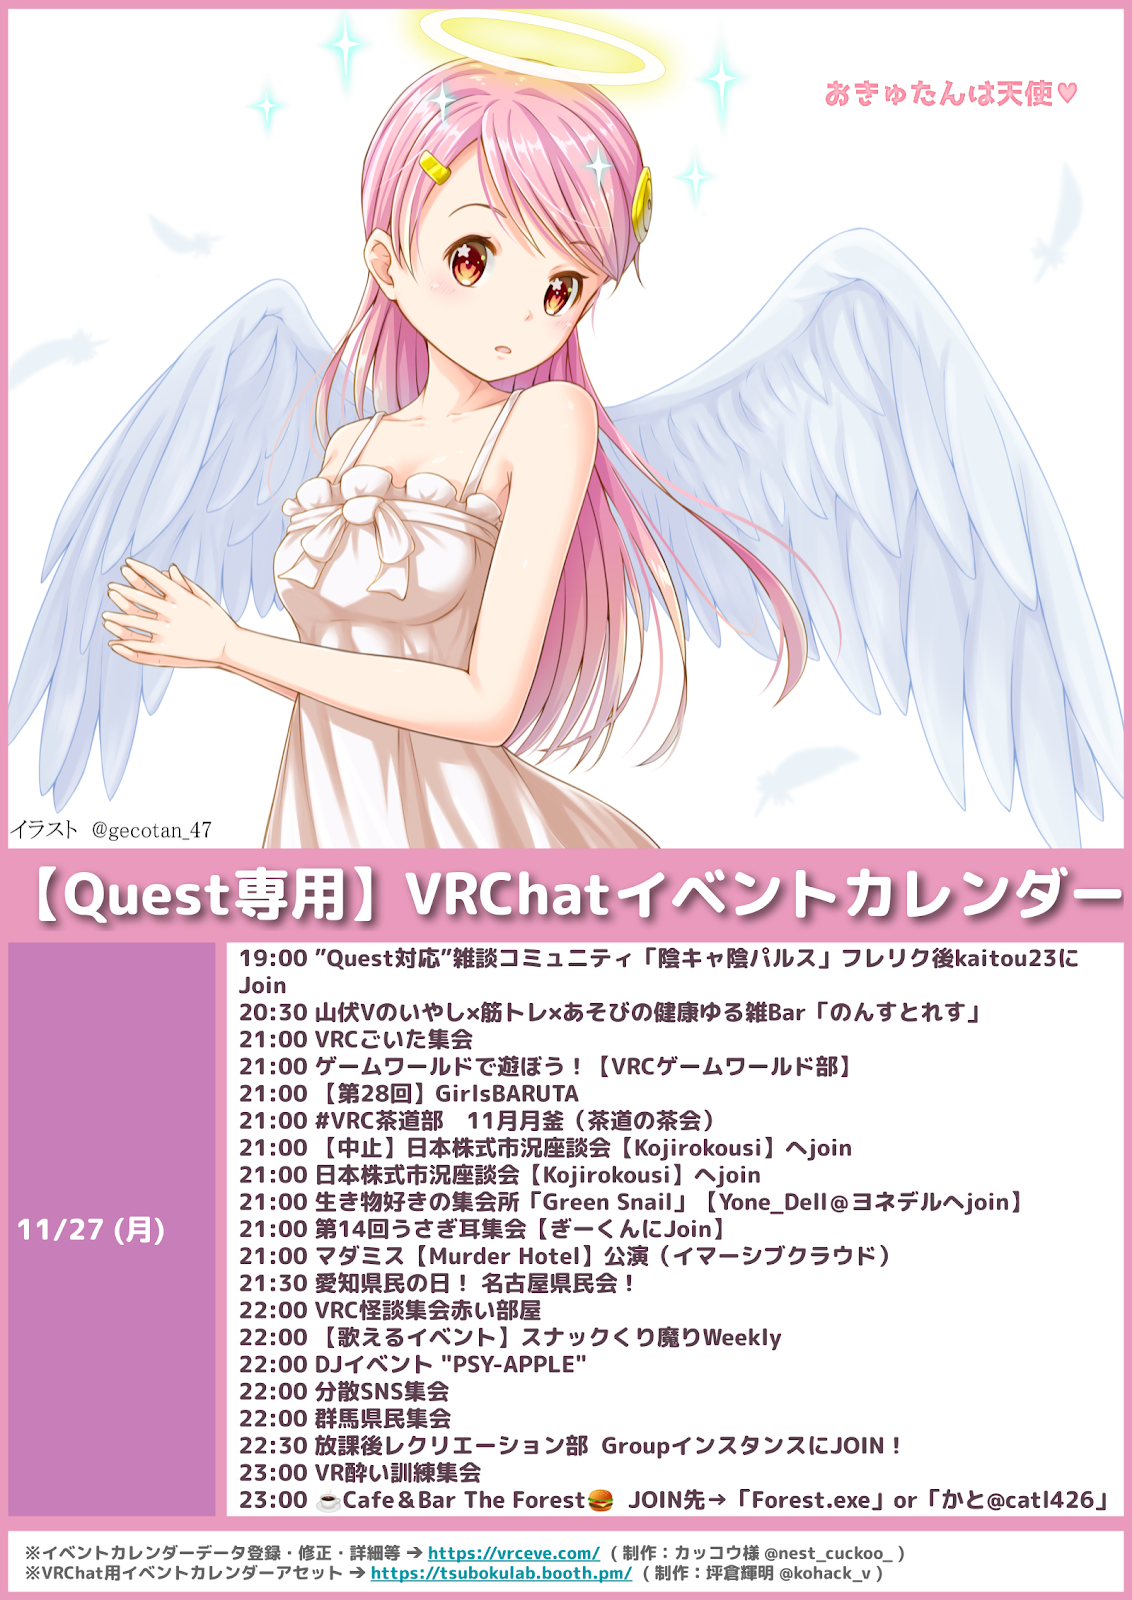 おきゅたんは天使♥
イラスト @gecotan_47
【Quest専用】VRChatイベントカレンダー
11/27 (月)
19:00 ”Quest対応”雑談コミュニティ「陰キャ陰パルス」フレリク後kaitou23に
Join
20:30 山伏Vのいやし×筋トレ×あそびの健康ゆる雑Bar「のんすとれす」
21:00 VRCごいた集会
21:00 ゲームワールドで遊ぼう！【VRCゲームワールド部】
21:00 【第28回】GirlsBARUTA
21:00 #VRC茶道部　11月月釜（茶道の茶会）
21:00 【中止】日本株式市況座談会【Kojirokousi】へjoin
21:00 日本株式市況座談会【Kojirokousi】へjoin
21:00 生き物好きの集会所「Green Snail」【Yone_Dell＠ヨネデルへjoin】
21:00 第14回うさぎ耳集会【ぎーくんにJoin】
21:00 マダミス【Murder Hotel】公演（イマーシブクラウド）
21:30 愛知県民の日！ 名古屋県民会！
22:00 VRC怪談集会赤い部屋
22:00 【歌えるイベント】スナックくり魔りWeekly
22:00 DJイベント "PSY-APPLE"
22:00 分散SNS集会
22:00 群馬県民集会
22:30 放課後レクリエーション部 GroupインスタンスにJOIN！
23:00 VR酔い訓練集会
23:00 ☕Cafe＆Bar The Forest🍔 JOIN先→「Forest.exe」or「かと@catl426」
※イベントカレンダーデータ登録・修正・詳細等 ➔ https://vrceve.com/ ( 制作：カッコウ様 @nest_cuckoo_ )
※VRChat用イベントカレンダーアセット ➔ https://tsubokulab.booth.pm/ ( 制作：坪倉輝明 @kohack_v )